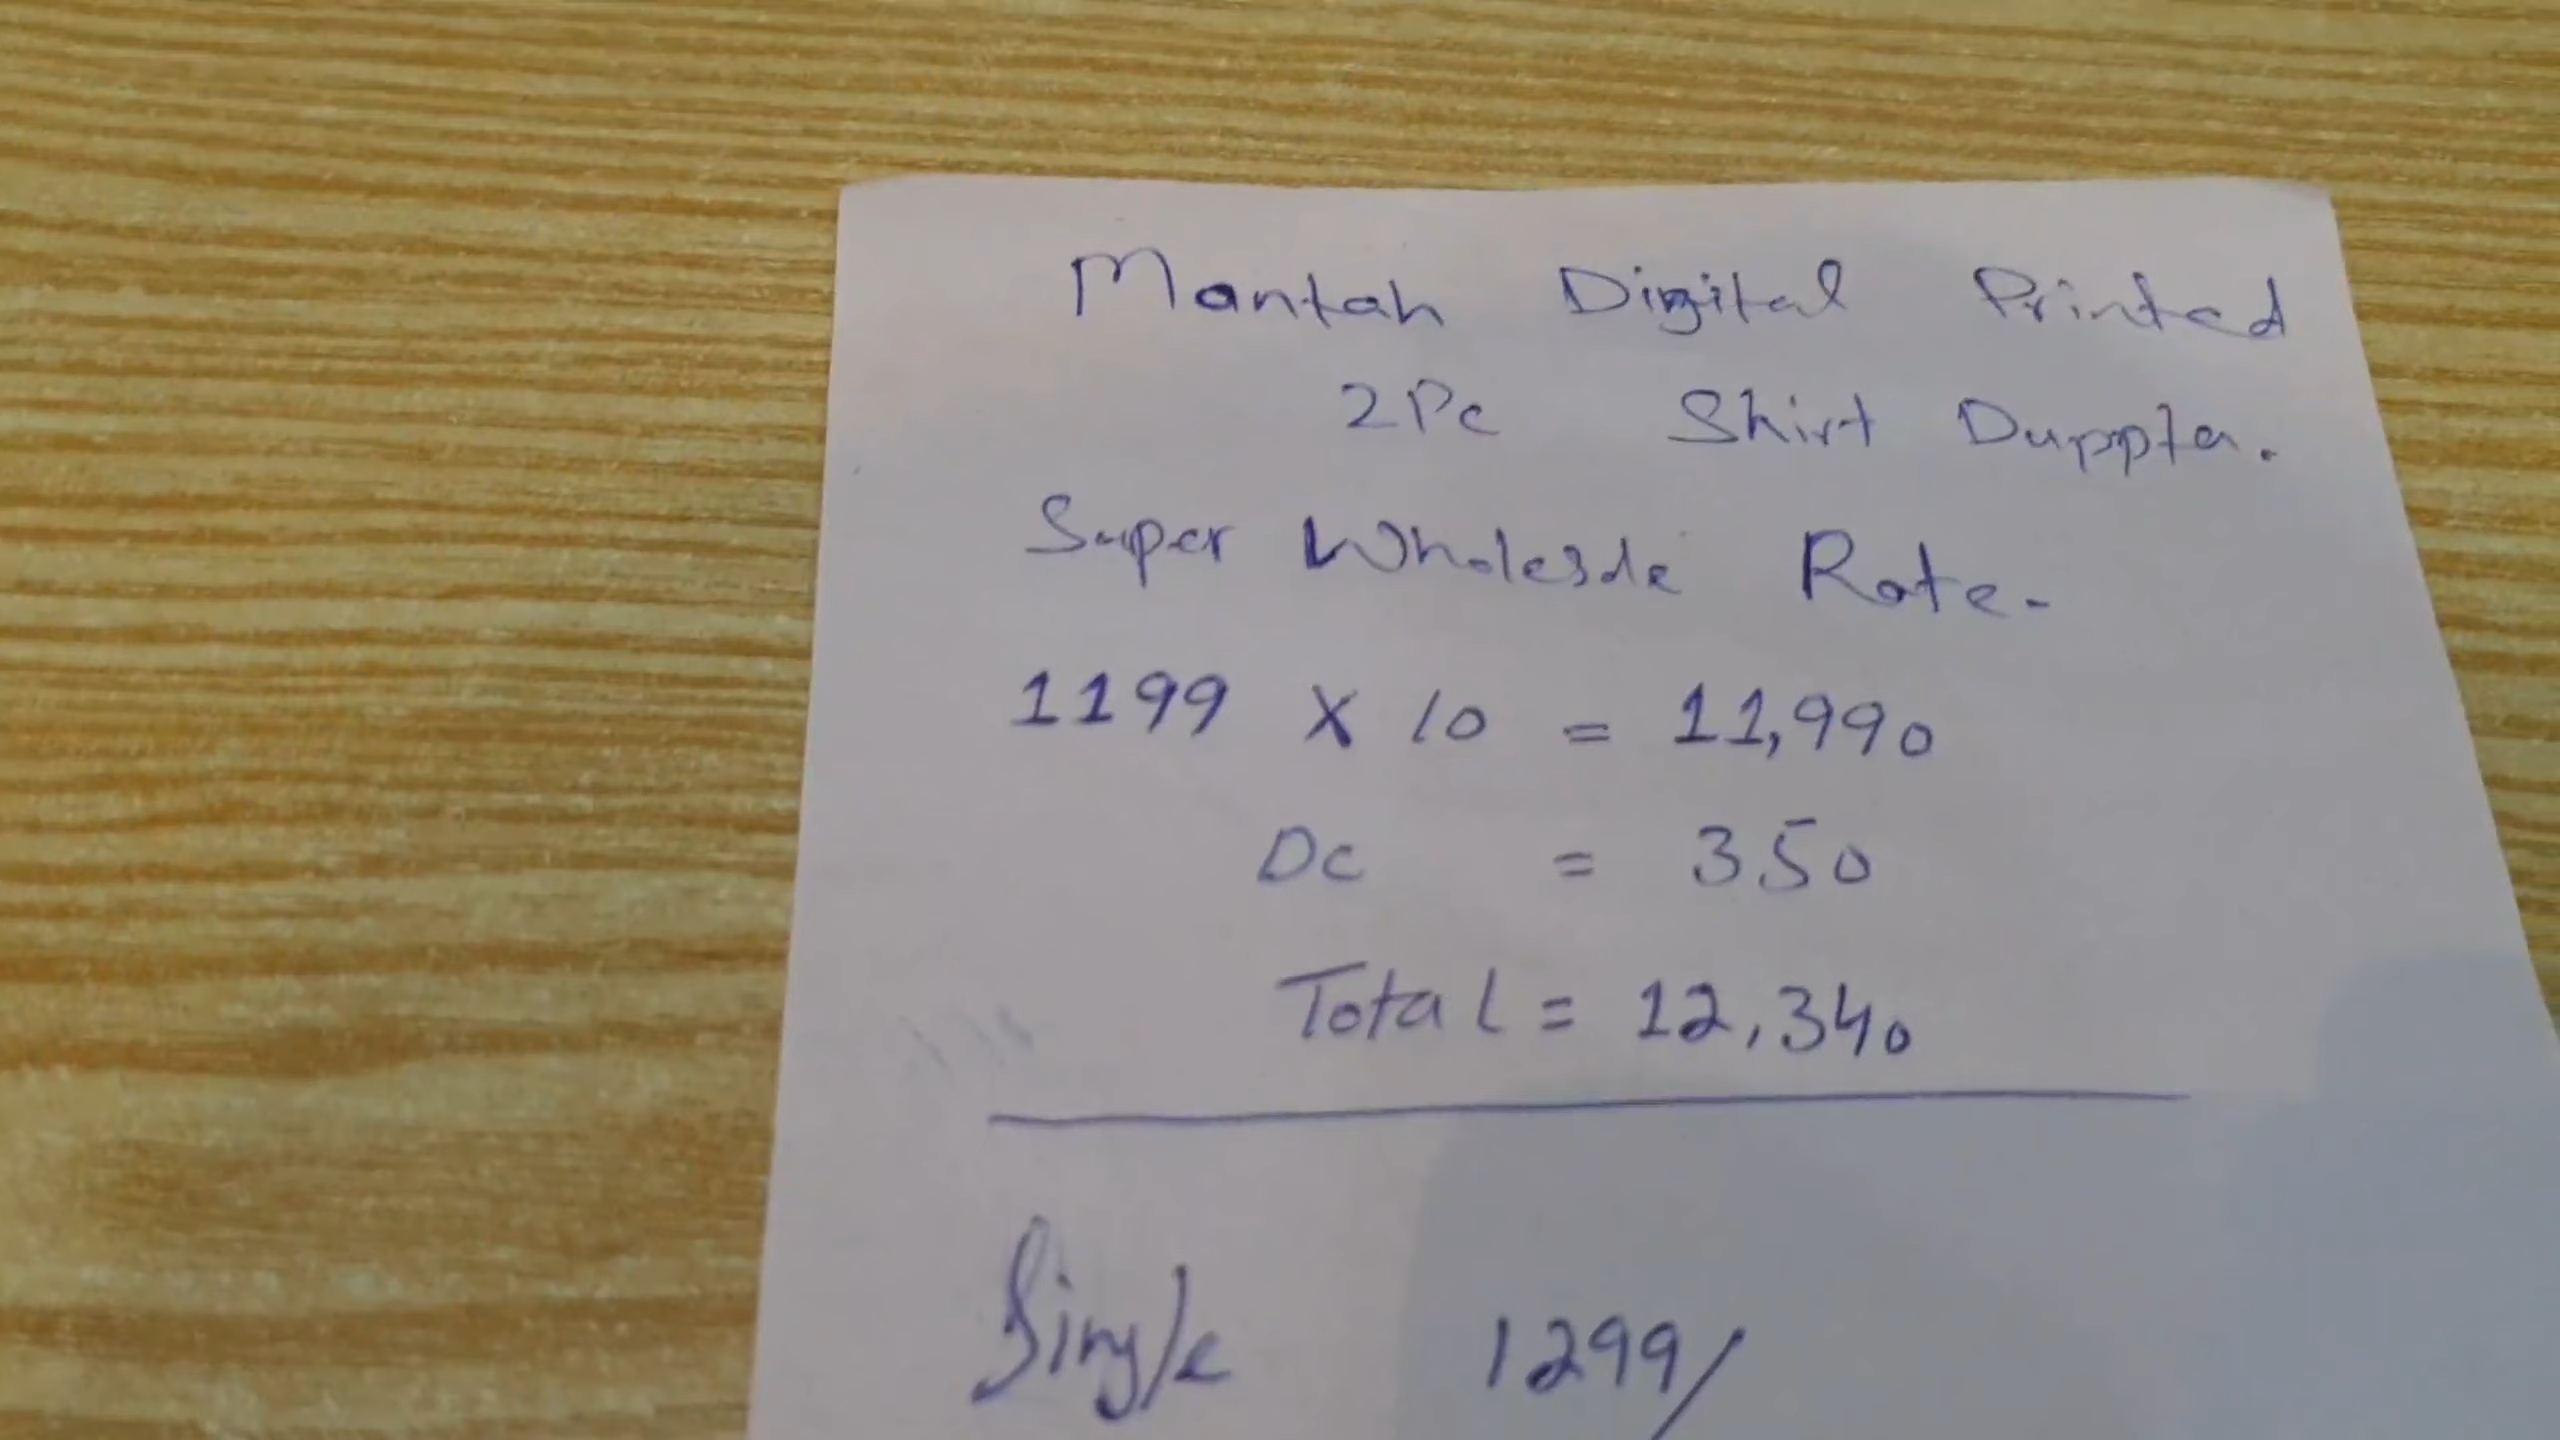 Mantah Digital Printed
2Pc Shirt Duppta.
Super Wholesale Rate.
1199 X 10 = 11,990
Dc = 350
Total = 12,340
Single 1299/